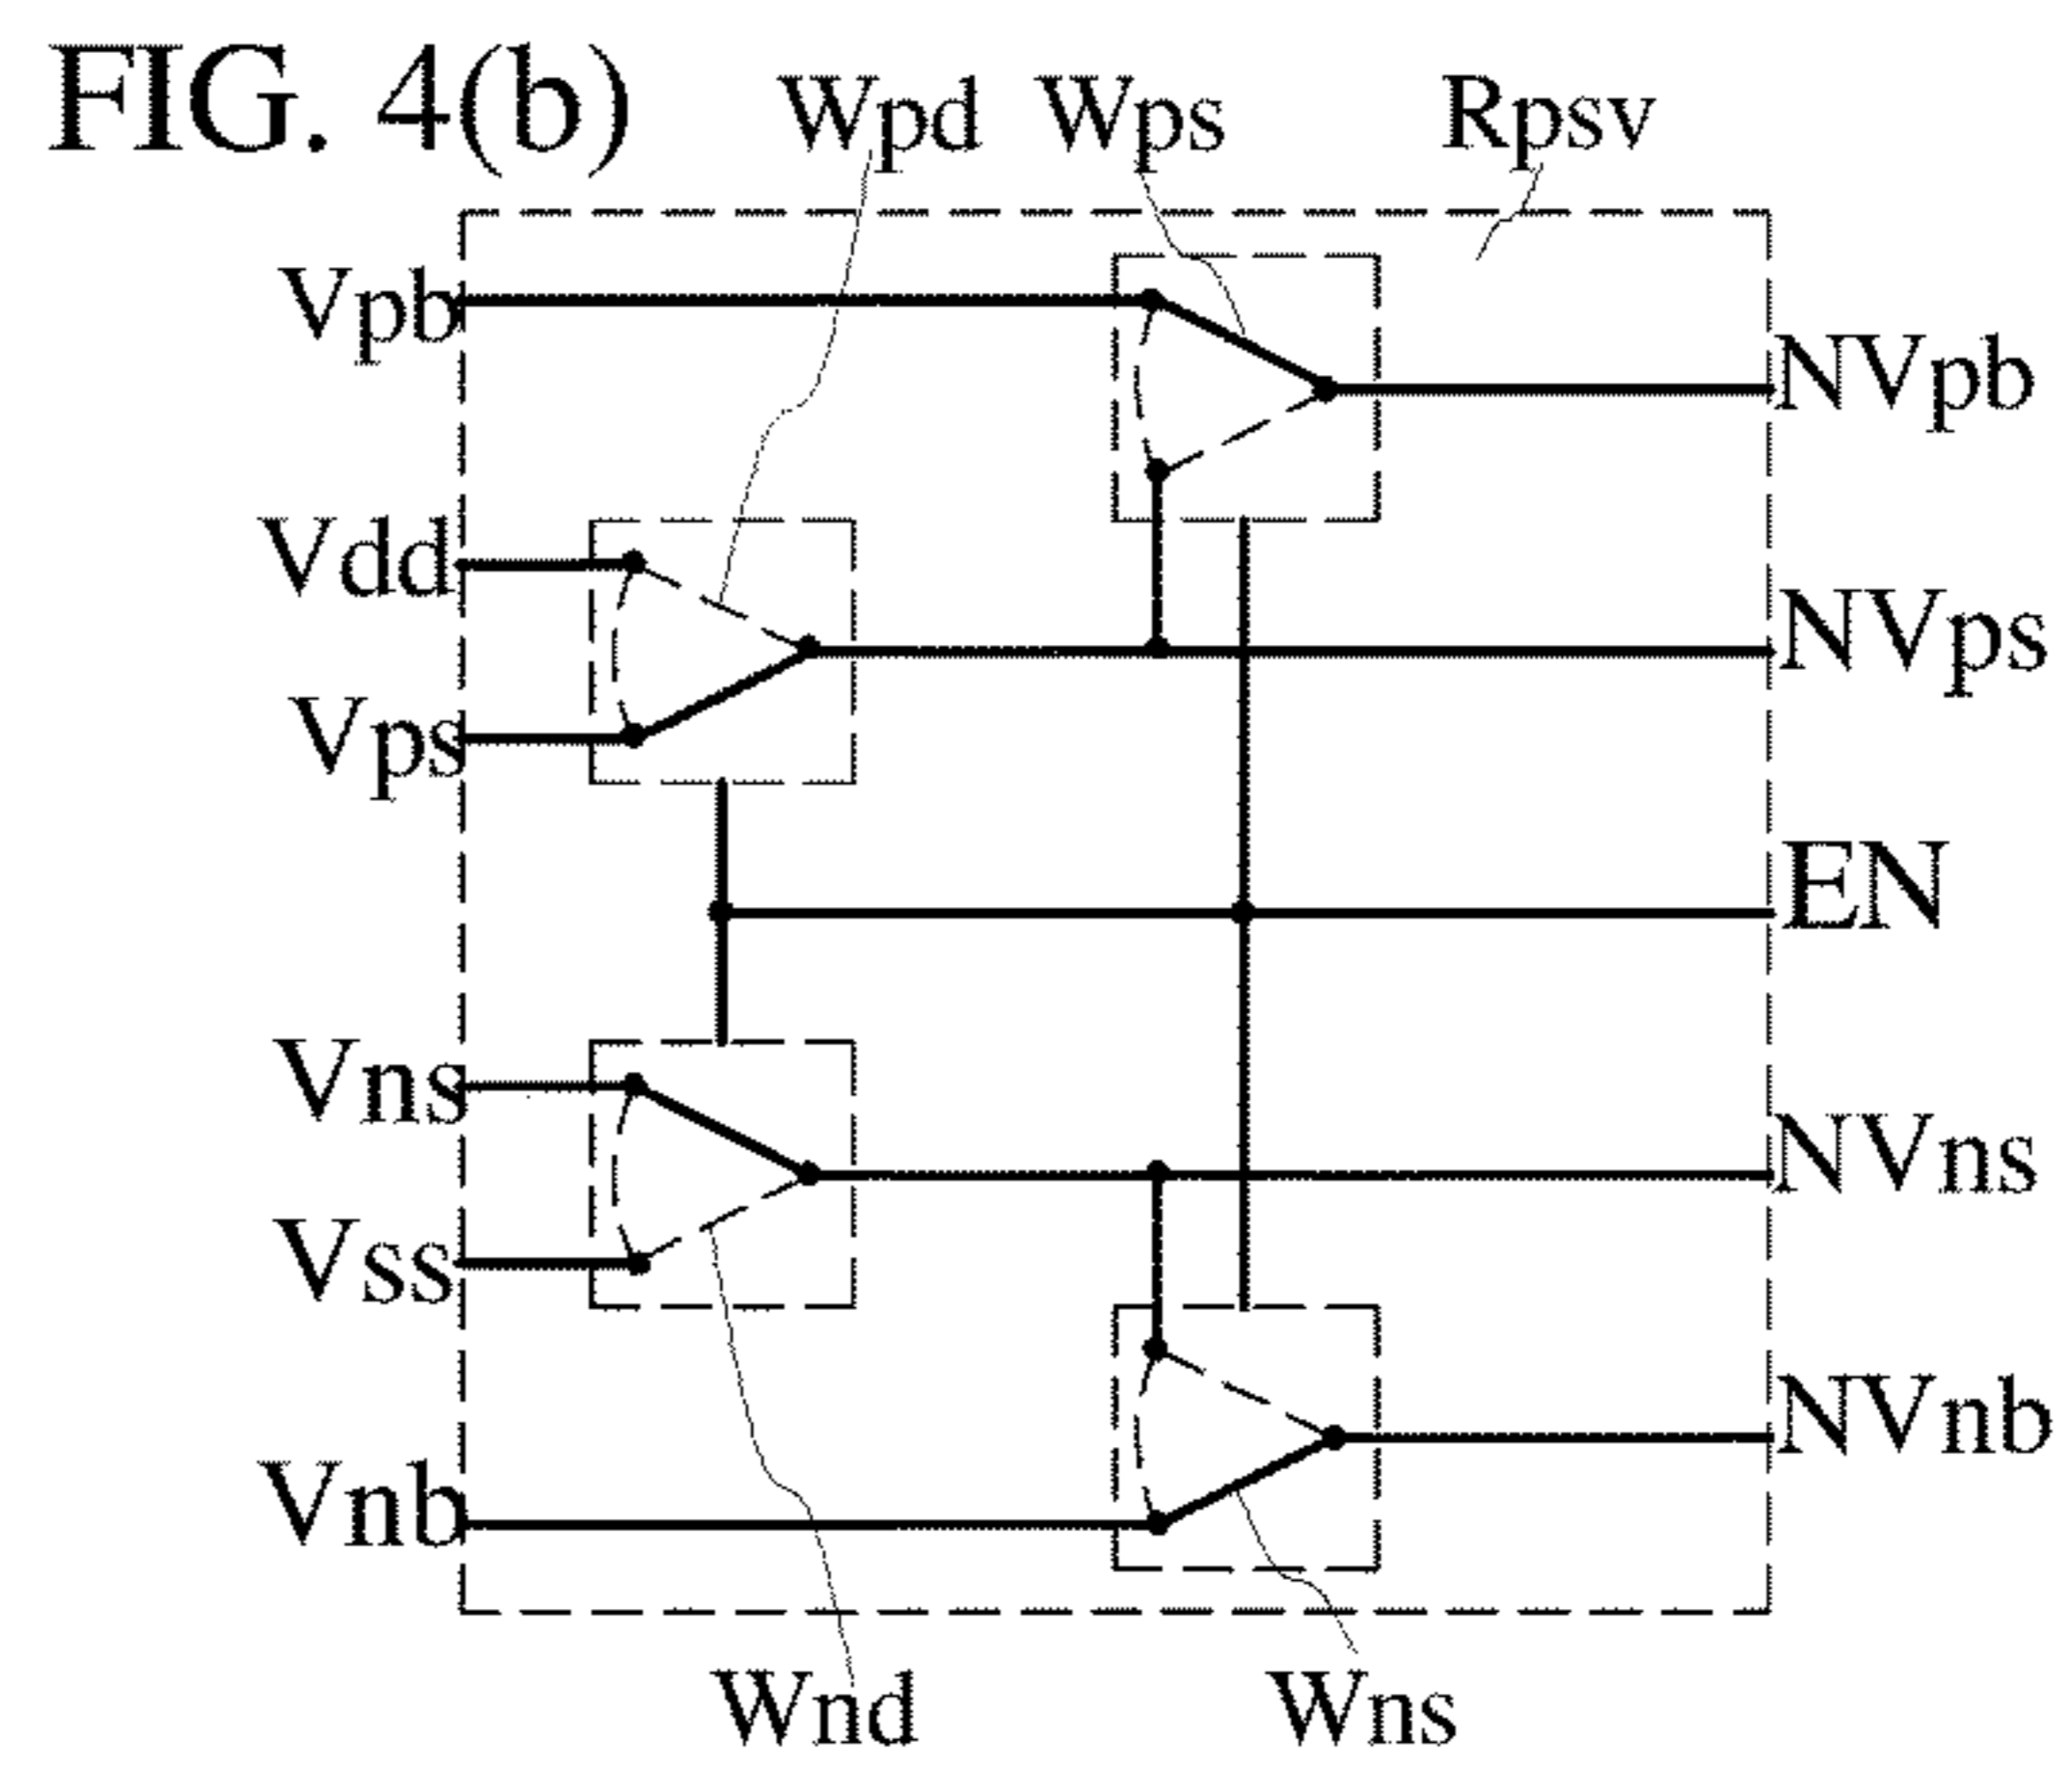 FIG. 4(b)
Wpd Wps Rpsv
Vpb
NVpb
Vdd
NVps
Vps
EN
Vns
NVns
Vss
NVnb
Vnb
Wnd Wns